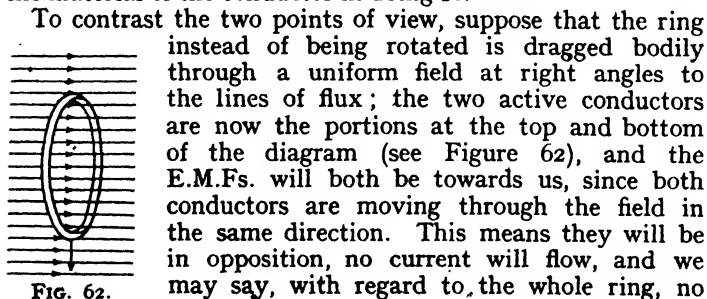 To contrast the two points of view, suppose that the ring
instead of being rotated is dragged bodily
through a uniform field at right angles to
the lines of flux; the two active conductors
are now the portions at the top and bottom
of the diagram (see Figure 62), and the
E.M.Fs. will both be towards us, since both
conductors are moving through the field in
the same direction. This means they will be
in opposition, no current will flow, and we
may say, with regard to the whole ring, no
FIG. 62.